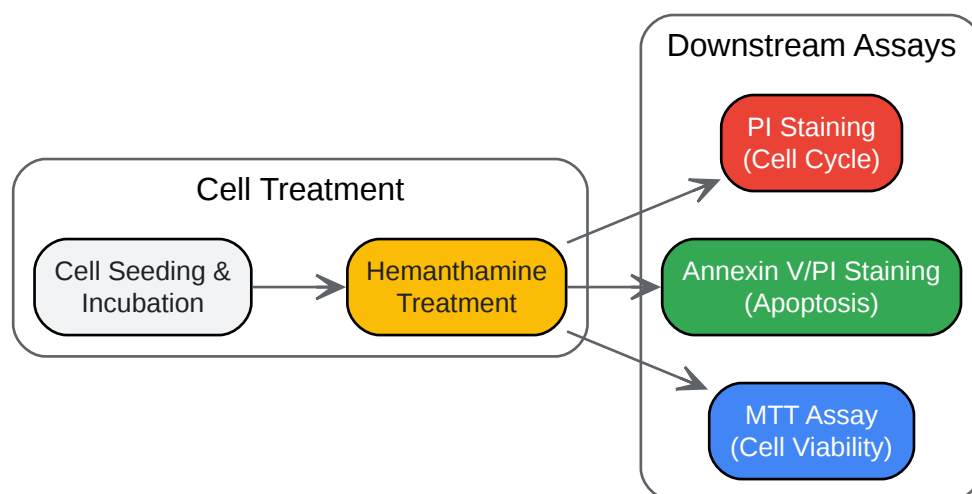 Downstream Assays
PI Staining
(Cell Cycle)
Cell Treatment
Cell Seeding &
Incubation
Hemanthamine
Treatment
Annexin V/PI Staining
(Apoptosis)
MTT Assay
(Cell Viability)